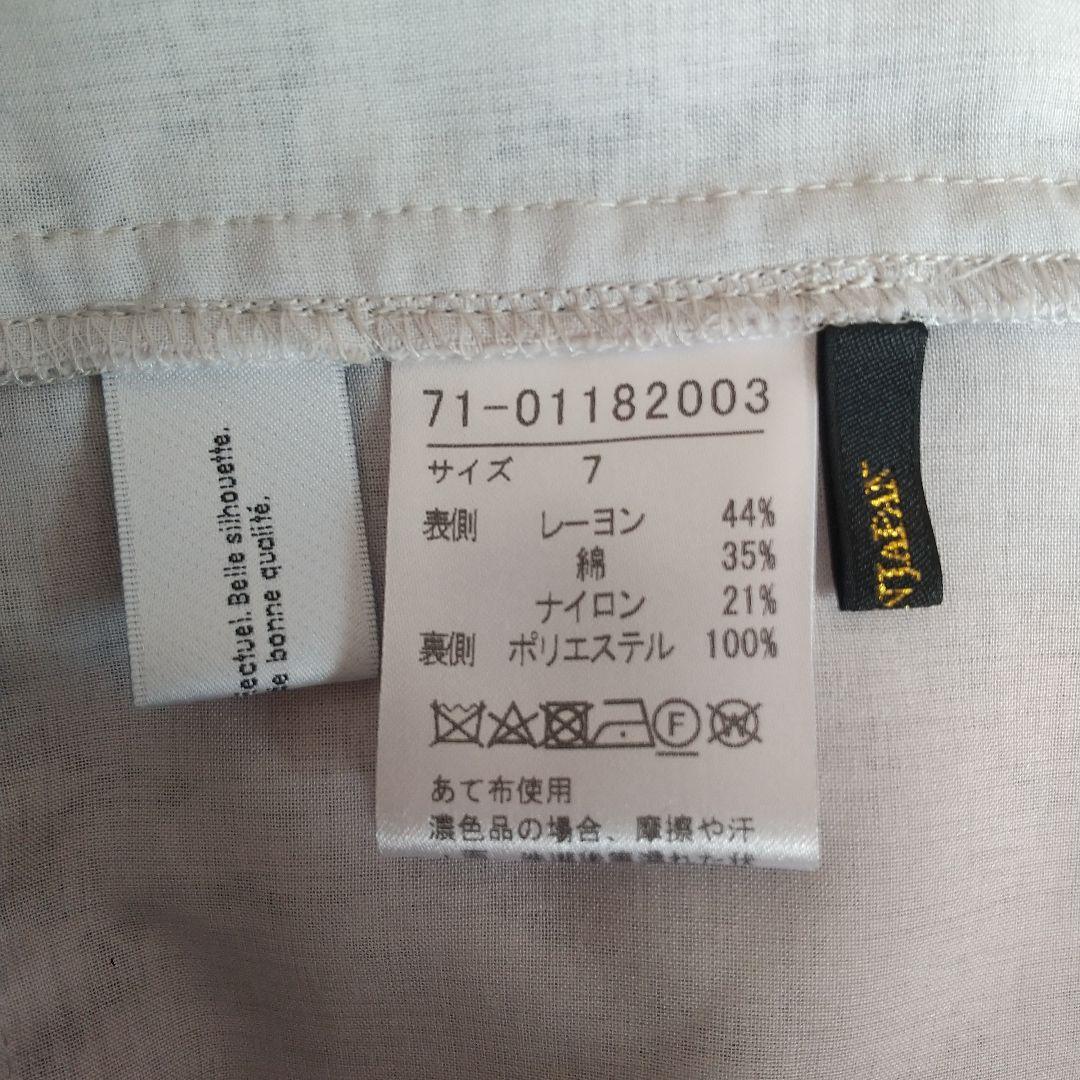 ectuel. Belle silhouette.
e bonne qualité.
71-01182003
サイズ 7
表側 レーヨン 44%
綿 35%
ナイロン 21%
裏側 ポリエステル 100%
F W
あて布使用
濃色品の場合、摩擦や汗
N JAPAN